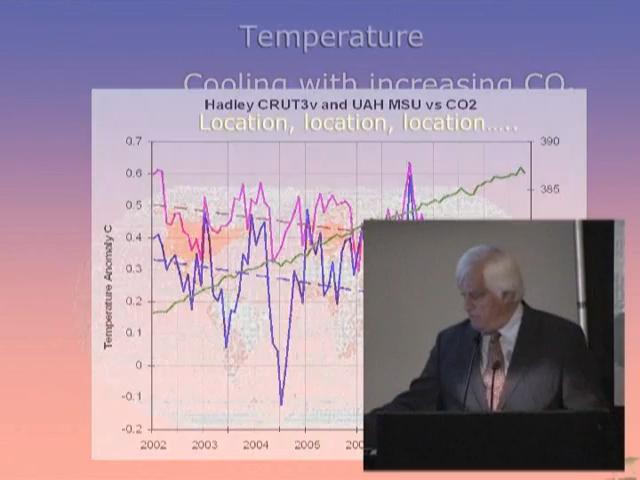 Temperature
Cooling with increasing CO
Hadley CRUT3v and UAH MSU vs CO2
Location, location, location.....
0.7
390
0.6
385
0.5
0.4
Temperature Anomaly C
0.3
0.2
0.1
0
-0.1
-0.2
2002 2003 2004 2005